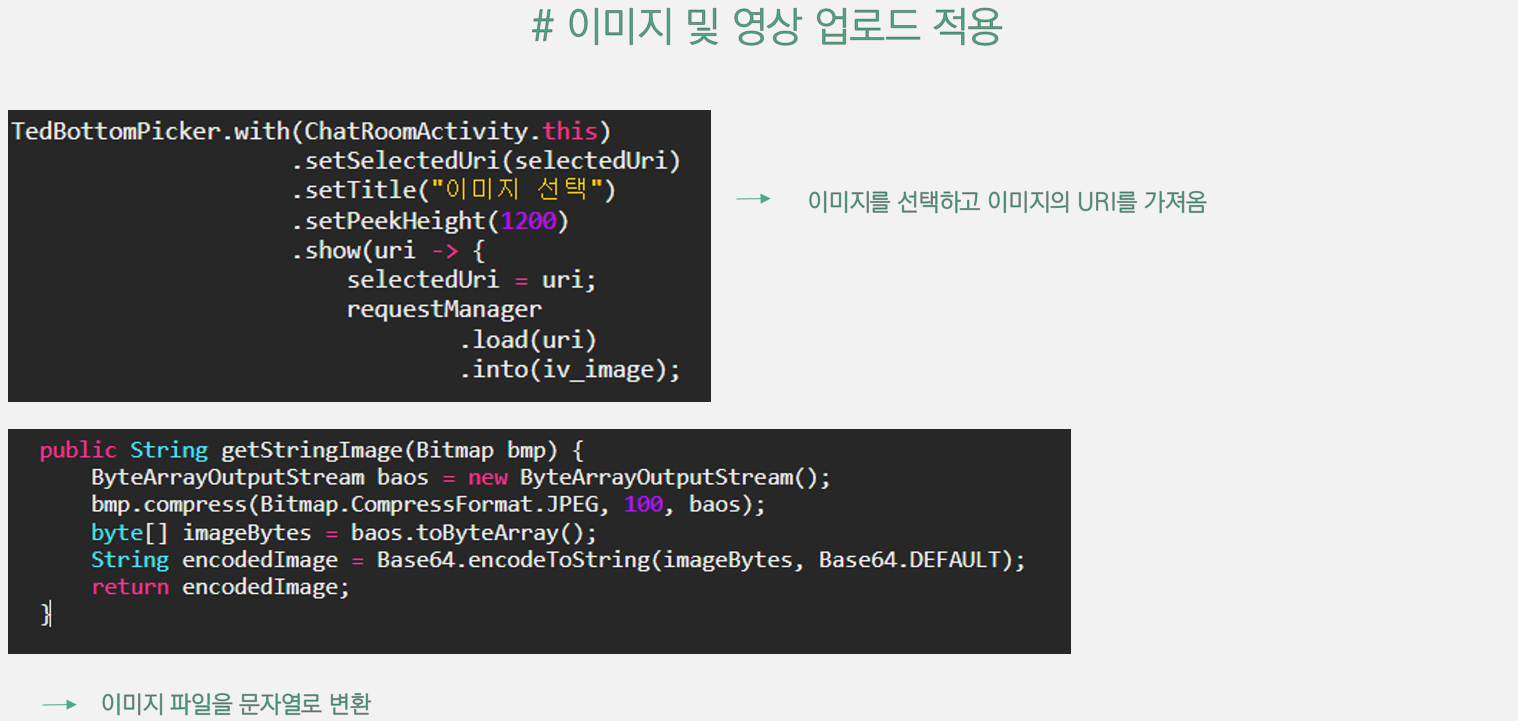 # 이미지 및 영상 업로드 적용
TedBottomPicker.with(ChatRoomActivity.this)
.setSelectedUri(selectedUri)
.setTitle("이미지 선택")
.setPeekHeight(1200)
.show(uri -> {
selectedUri = uri;
requestManager
.load(uri)
.into(iv_image);
이미지를 선택하고 이미지의 URI를 가져옴
public String getStringImage(Bitmap bmp) {
ByteArrayOutputStream baos = new ByteArrayOutputStream();
bmp.compress(Bitmap.CompressFormat.JPEG, 100, baos);
byte[] imageBytes = baos.toByteArray();
String encodedImage = Base64.encodeToString(imageBytes, Base64.DEFAULT);
return encodedImage;
}
이미지 파일을 문자열로 변환